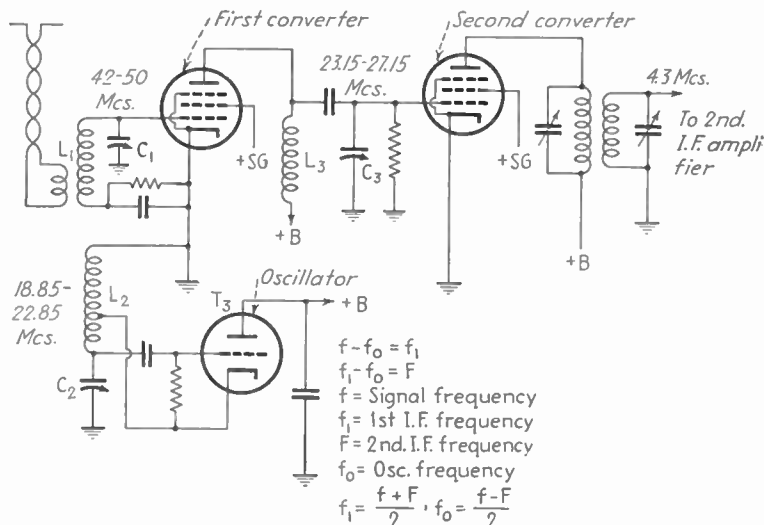 First converter
Second converter
42-50
Mcs.
23.15-27.15
Mcs.
4.3 Mcs.
L1
C1
+SG
L3
C3
+SG
To 2nd.
I.F. ampli
fier
+B
+B
18.85-
22.85
Mcs.
L2
T3
Oscillator
+B
C2
f-f₀ = f₁
f₁-f₀ = F
f = Signal frequency
f₁ = 1st I.F. frequency
F = 2nd. I.F. frequency
f₀ = Osc. frequency
f₁ = f+F/2 , f₀ = f-F/2